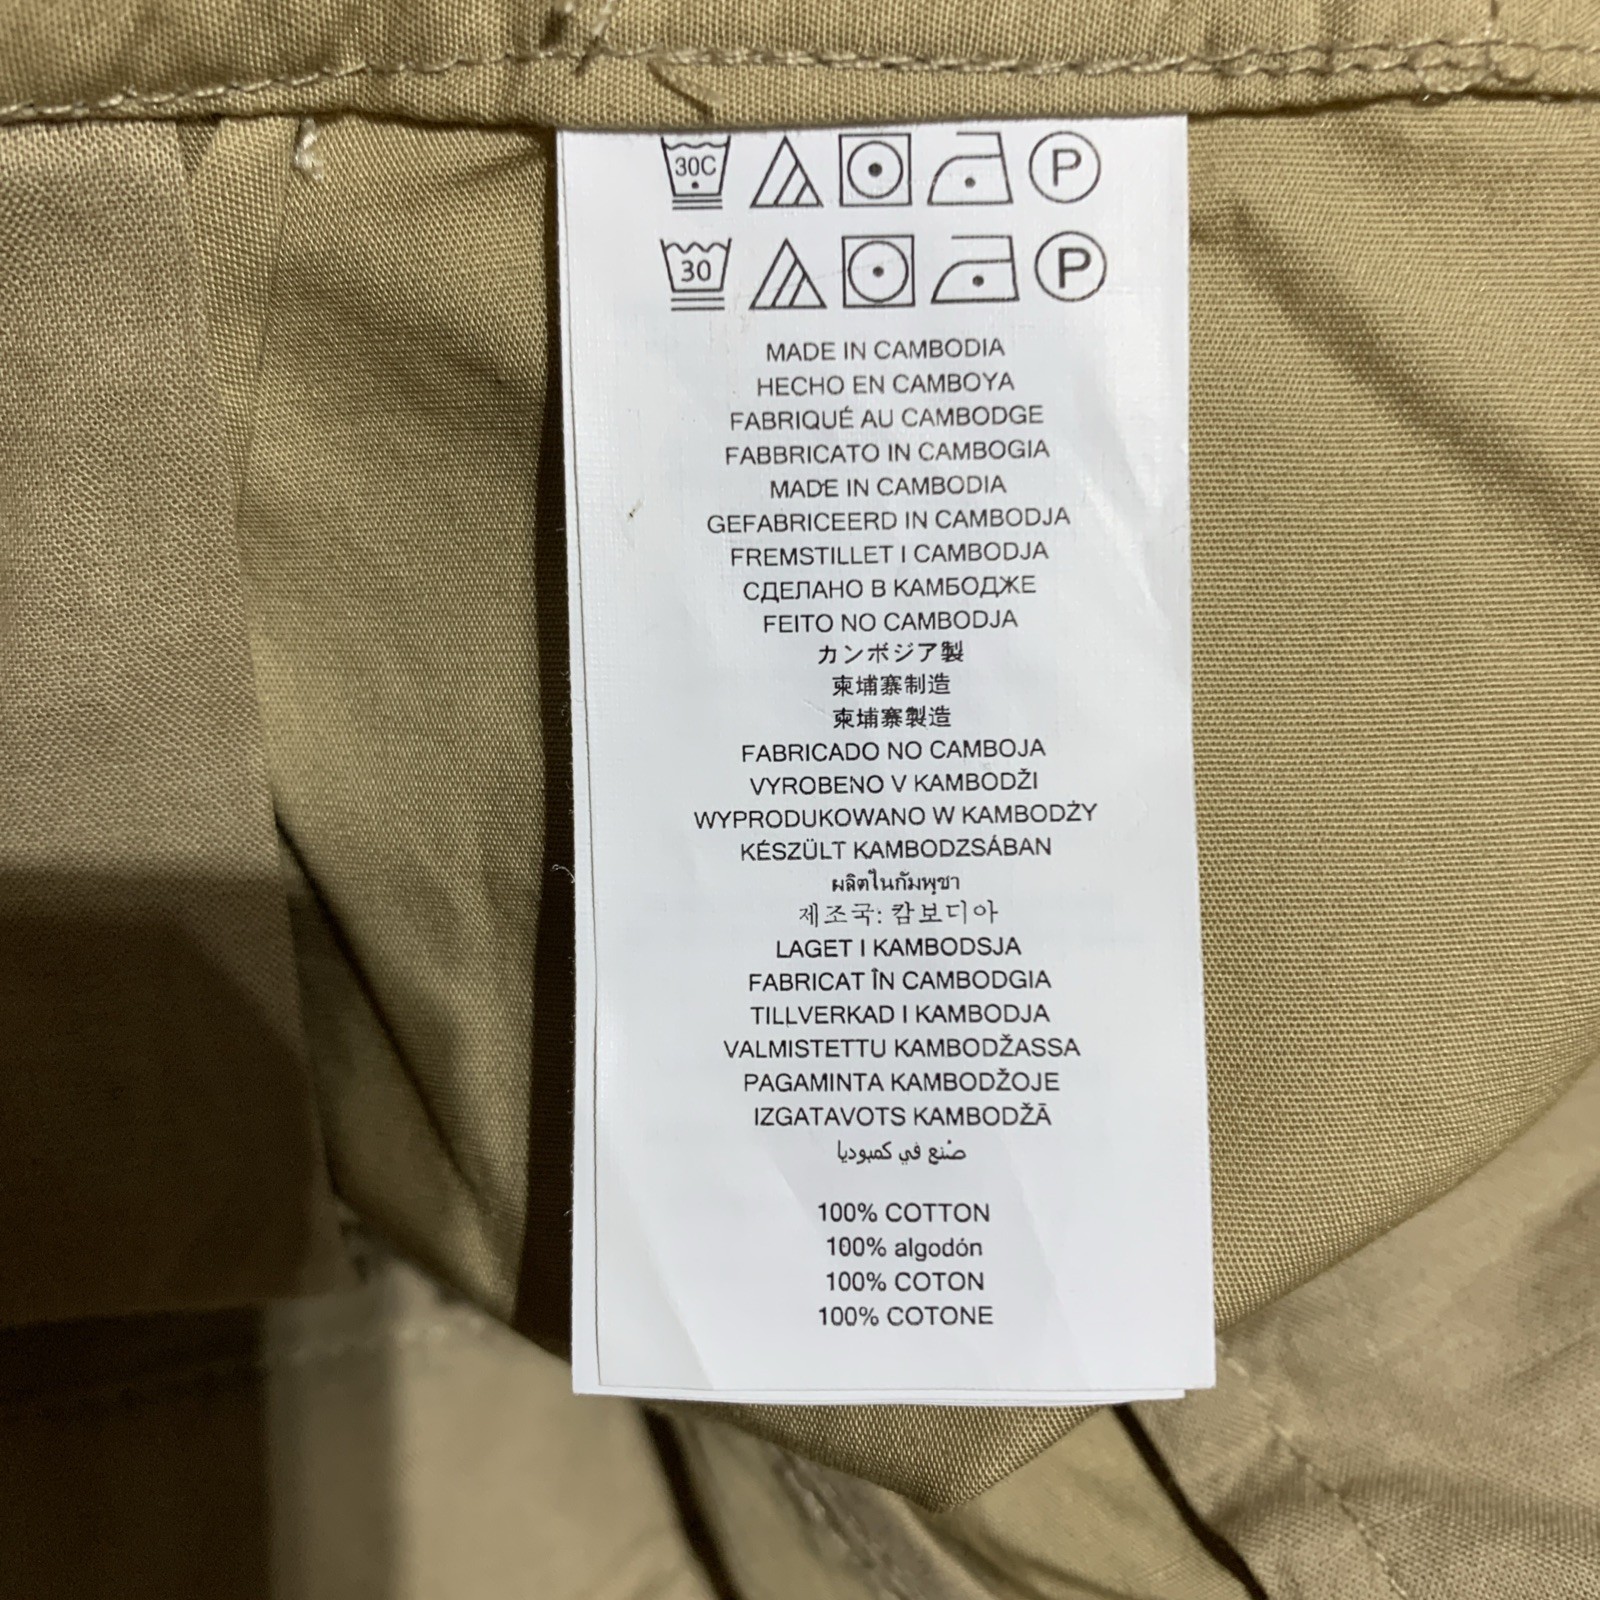 30C P
30 P
MADE IN CAMBODIA
HECHO EN CAMBOYA
FABRIQUÉ AU CAMBODGE
FABBRICATO IN CAMBOGIA
MADE IN CAMBODIA
GEFABRICEERD IN CAMBODJA
FREMSTILLET I CAMBODJA
СДЕЛАНО В КАМБОДЖЕ
FEITO NO CAMBODJA
カンボジア製
柬埔寨制造
柬埔寨製造
FABRICADO NO CAMBOJA
VYROBENO V KAMBODŽI
WYPRODUKOWANO W KAMBODŻY
KÉSZÜLT KAMBODZSÁBAN
ผลิตในกัมพูชา
제조국: 캄보디아
LAGET I KAMBODSJA
FABRICAT ÎN CAMBODGIA
TILLVERKAD I KAMBODJA
VALMISTETTU KAMBODŽASSA
PAGAMINTA KAMBODŽOJE
IZGATAVOTS KAMBODŽĀ
صُنع في كمبوديا
100% COTTON
100% algodón
100% COTON
100% COTONE